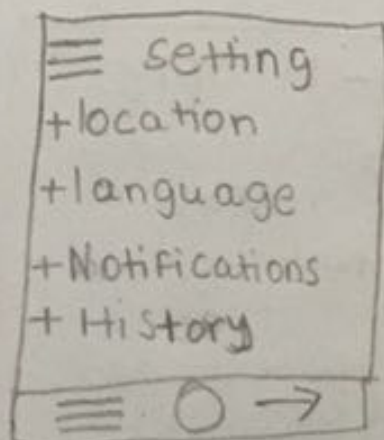 setting
+location
+language
+Notifications
+History